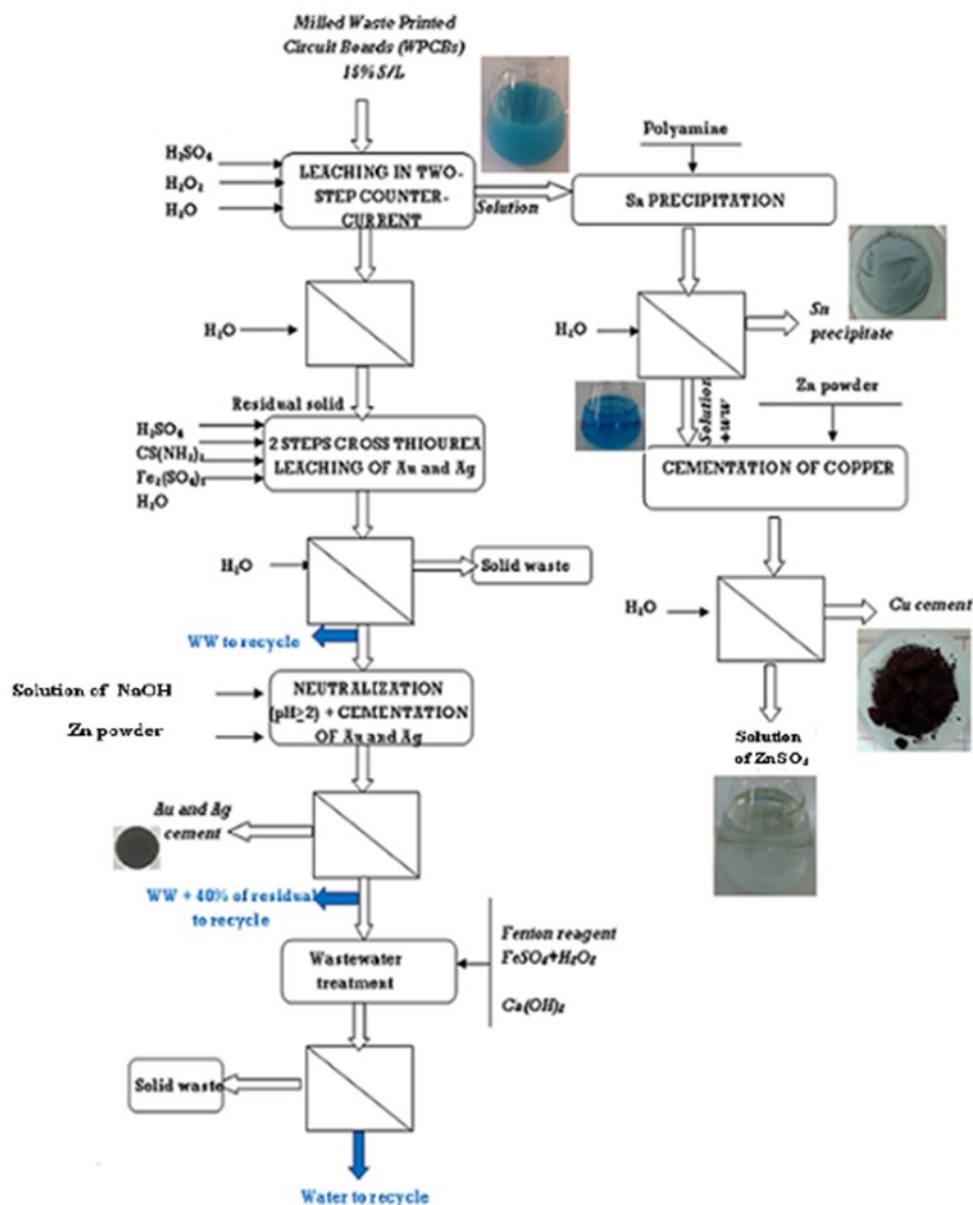 Milled Waste Printed
Circuit Boards (WPCBs)
15% S/L
H₂SO₄
H₂O₂
H₂O
LEACHING IN TWO-
STEP COUNTER-
CURRENT
Solution
Polyamine
Sn PRECIPITATION
H₂O
H₂O
Sn
precipitate
Residual solid
Solution
+WW
Zn powder
H₂SO₄
CS(NH₂)₂
Fe₂(SO₄)₃
H₂O
2 STEPS CROSS THIOUREA
LEACHING OF Au and Ag
CEMENTATION OF COPPER
H₂O
Solid waste
H₂O
Cu cement
WW to recycle
Solution of NaOH
Zn powder
NEUTRALIZATION
(pH≥2) + CEMENTATION
OF Au and Ag
Solution
of ZnSO₄
Au and Ag
cement
WW + 40% of residual
to recycle
Wastewater
treatment
Fenton reagent
FeSO₄+H₂O₂
Ca(OH)₂
Solid waste
Water to recycle